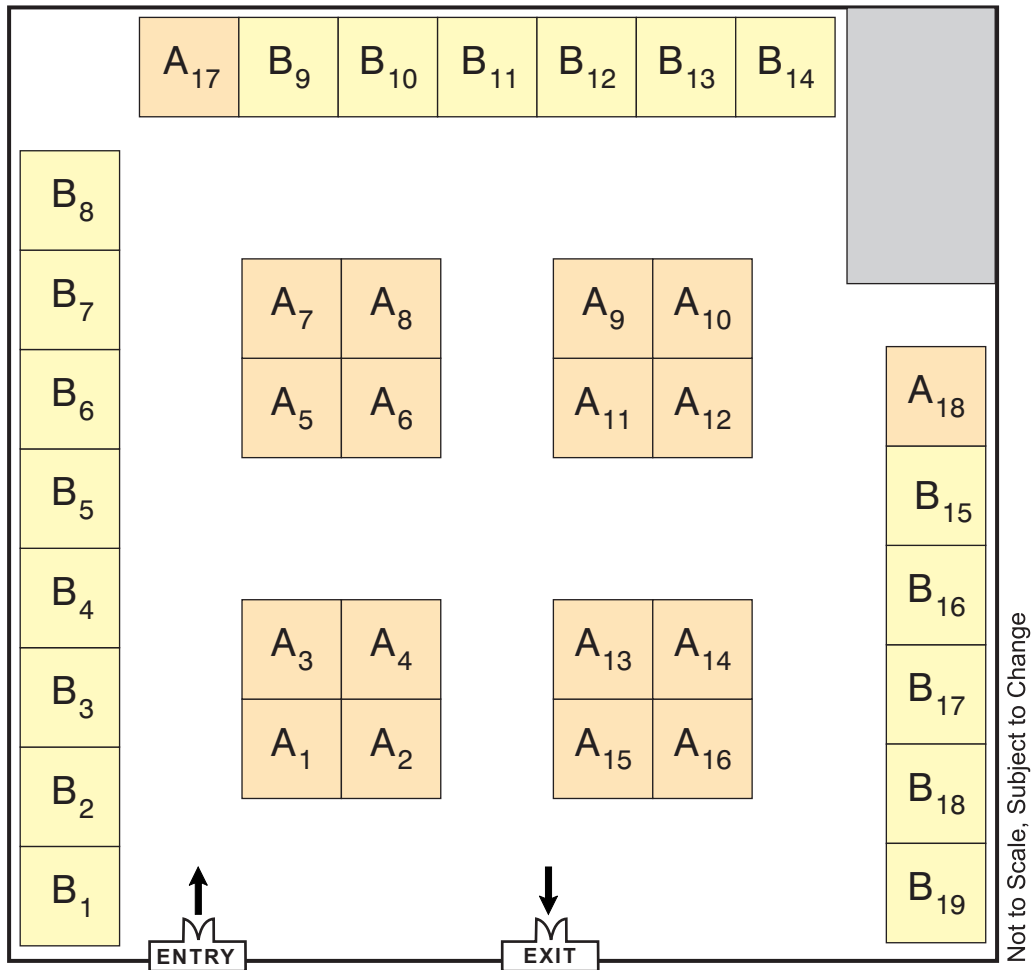 A17 B9 B10 B11 B12 B13 B14
B8
B7
B6
B5
B4
B3
B2
B1
A7 A8
A5 A6
A9 A10
A11 A12
A3 A4
A1 A2
A13 A14
A15 A16
A18
B15
B16
B17
B18
B19
ENTRY
EXIT
Not to Scale, Subject to Change